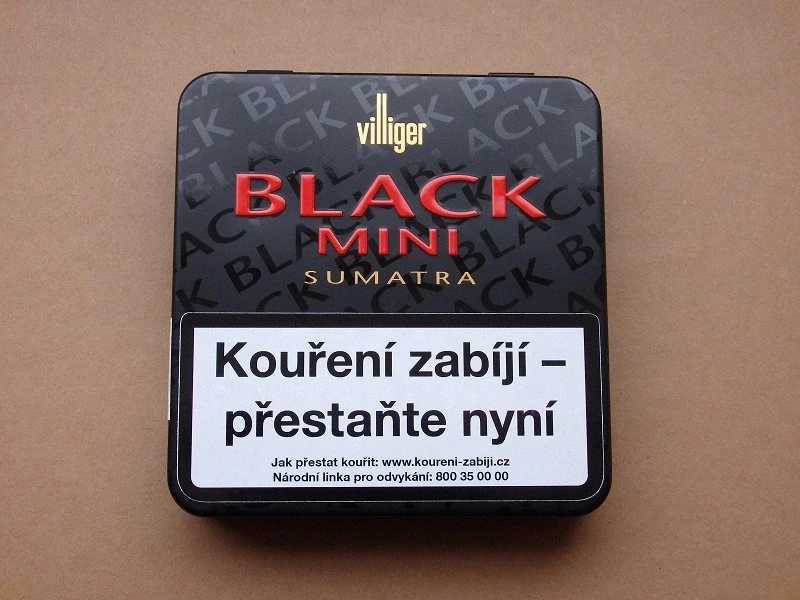 villiger
BLACK
MINI
SUMATRA
Kouření zabíjí –
přestaňte nyní
Jak přestat kouřit: www.koureni-zabiji.cz
Národní linka pro odvykání: 800 35 00 00